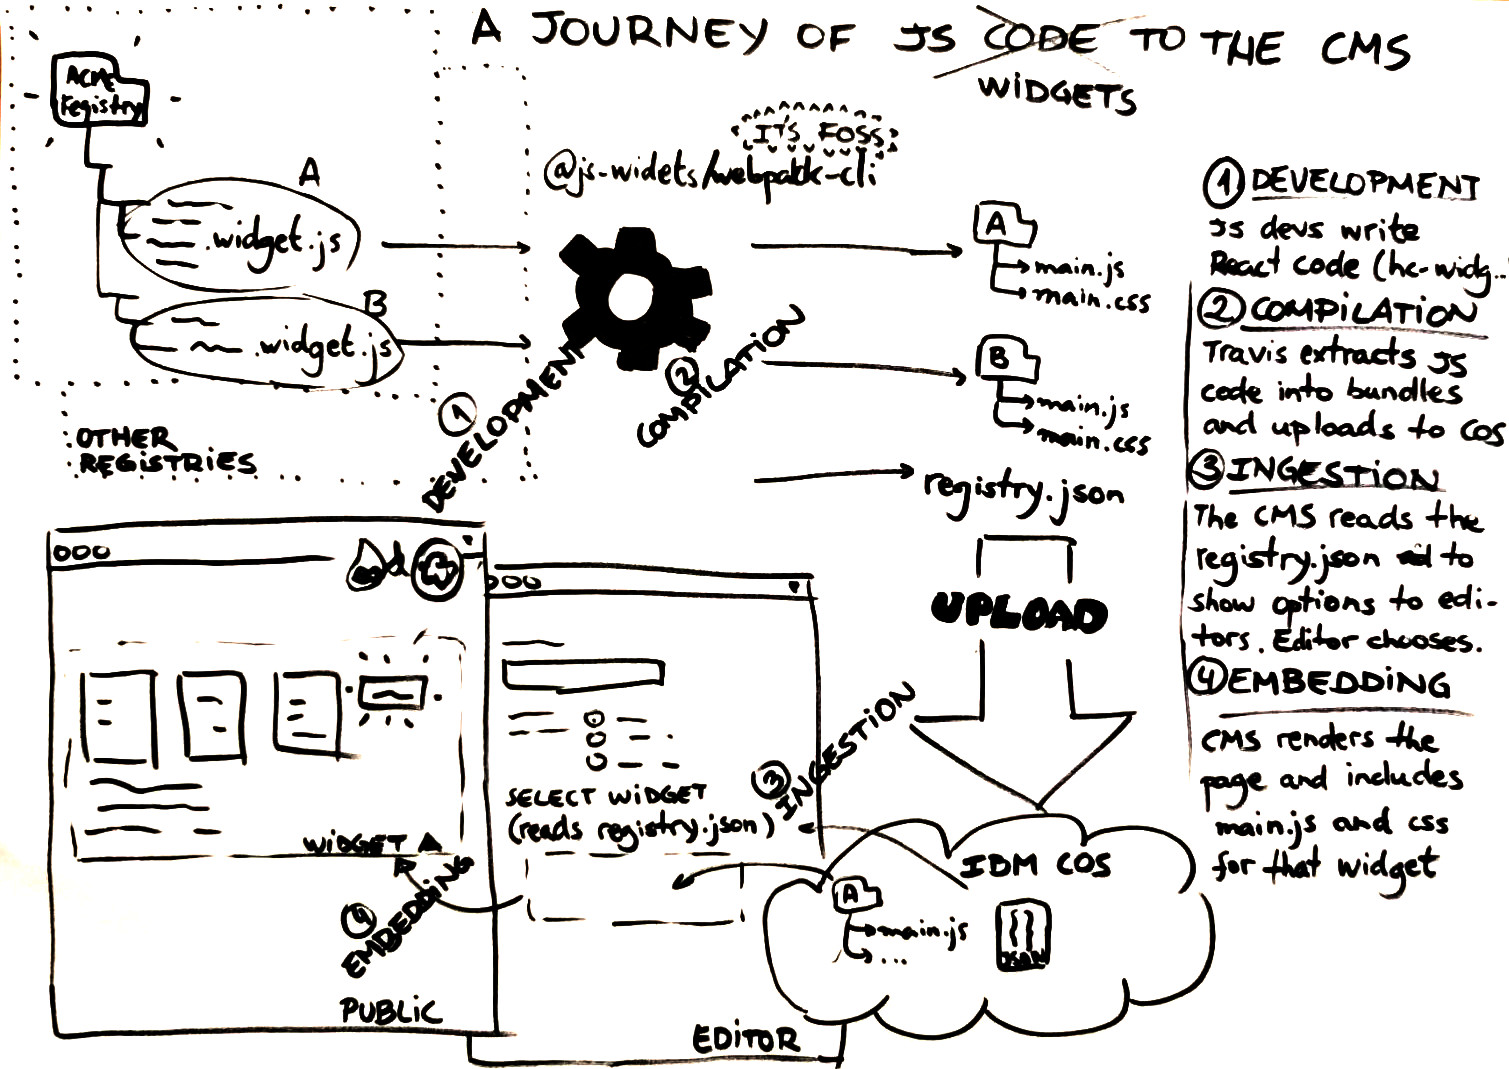 A JOURNEY OF JS CODE TO THE CMS
WIDGETS
ACME
registry
A
.widget.js
B
.widget.js
OTHER
REGISTRIES
IT'S FOSS
@js-widets/webpack-cli
1 DEVELOPMENT
2 COMPILATION
A
main.js
main.css
B
main.js
main.css
registry.json
UPLOAD
IBM COS
A
main.js
...
{}
JSON
3 INGESTION
SELECT WIDGET
(reads registry.json)
EDITOR
WIDGET A
4 EMBEDDING
PUBLIC
1 DEVELOPMENT
JS devs write
React code (hc-widg..
2 COMPILATION
Travis extracts JS
code into bundles
and uploads to COS
3 INGESTION
The CMS reads the
registry.json to
show options to edi-
tors. Editor chooses.
4 EMBEDDING
CMS renders the
page and includes
main.js and css
for that widget